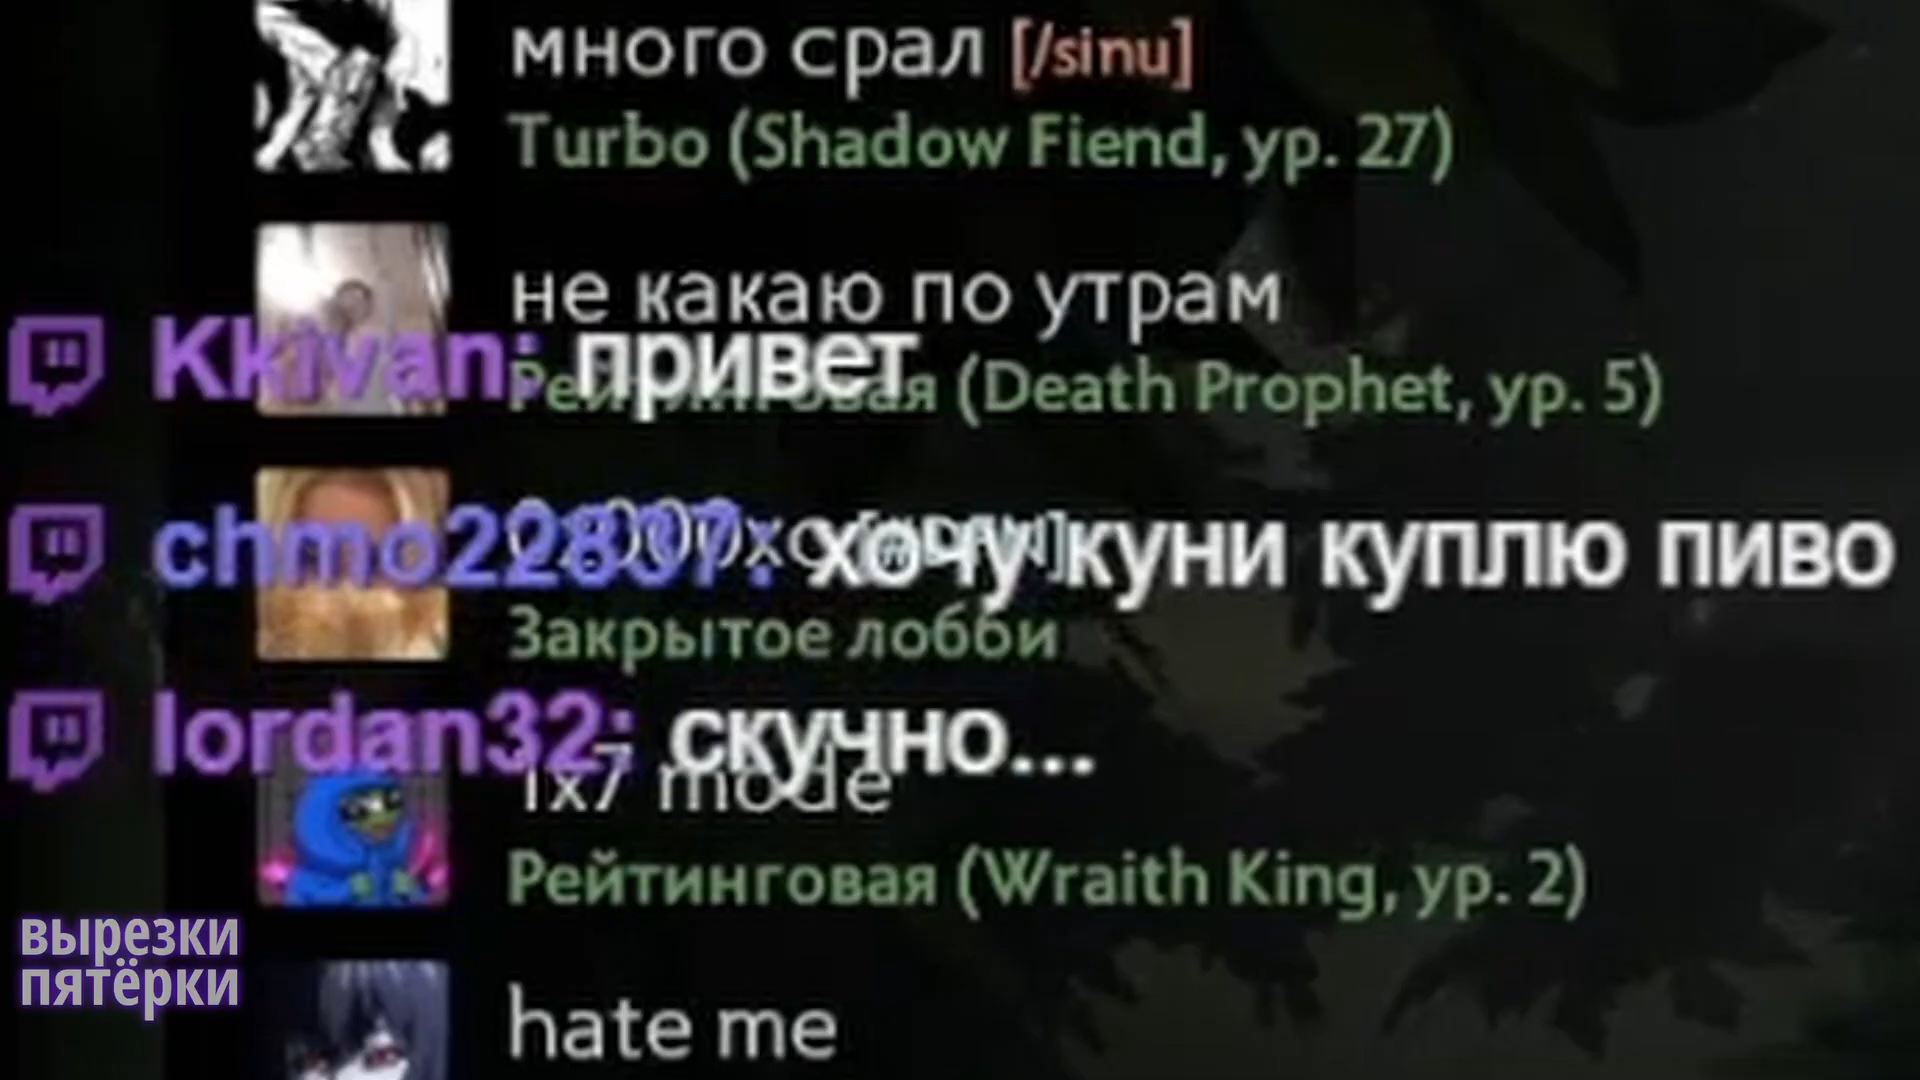 много срал [/sinu]
Turbo (Shadow Fiend, ур. 27)
не какаю по утрам
Kkivan: привет
Рейтинговая (Death Prophet, ур. 5)
chmo22837: хочу куни куплю пиво
Закрытое лобби
lordan32: скучно...
1x7 mode
Рейтинговая (Wraith King, ур. 2)
вырезки
пятёрки
hate me